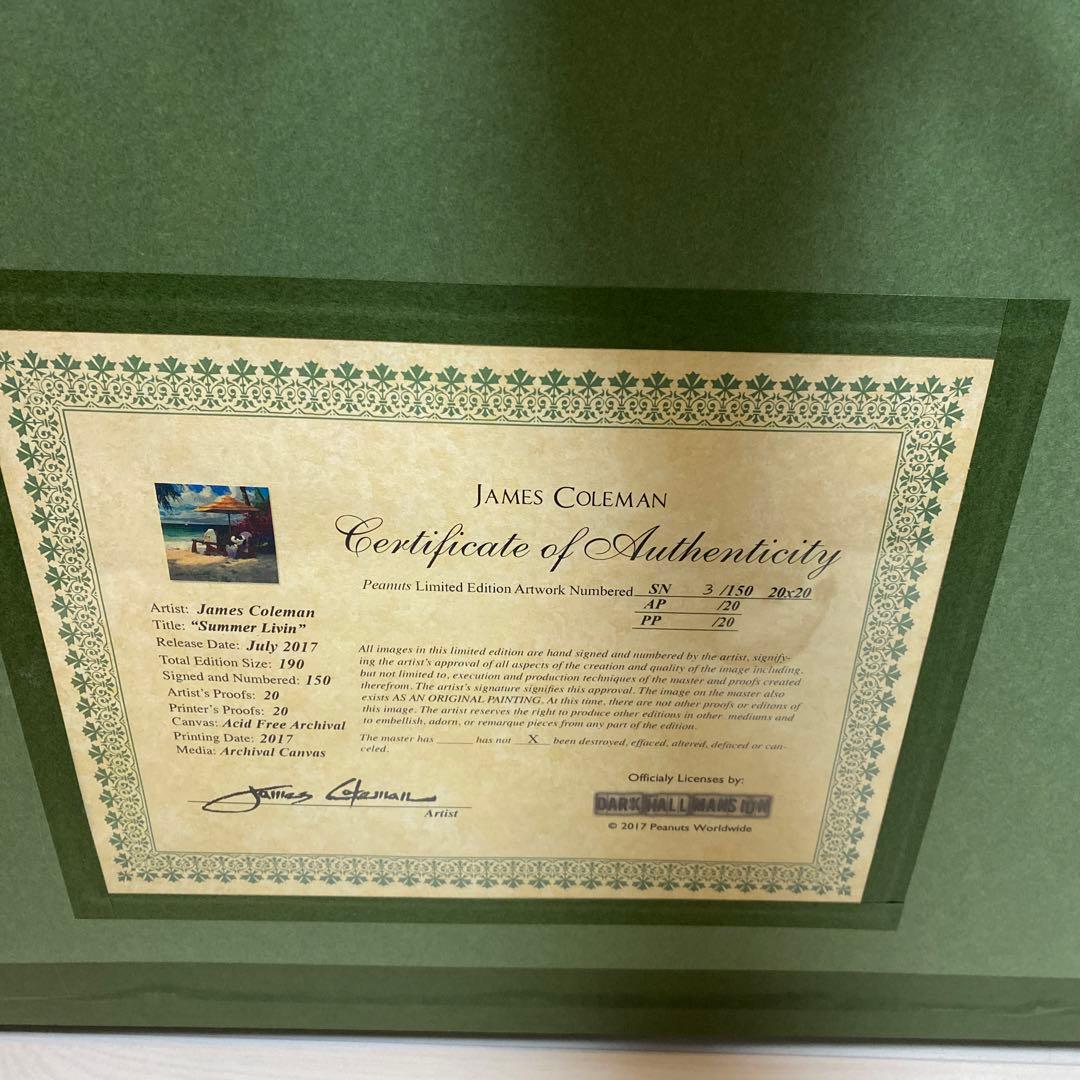 JAMES COLEMAN
Certificate of Authenticity
Peanuts Limited Edition Artwork Numbered SN 3 /150 20x20
AP /20
PP /20
Artist: James Coleman
Title: “Summer Livin”
Release Date: July 2017
Total Edition Size: 190
Signed and Numbered: 150
Artist's Proofs: 20
Printer's Proofs: 20
Canvas: Acid Free Archival
Printing Date: 2017
Media: Archival Canvas
All images in this limited edition are hand signed and numbered by the artist, signify-
ing the artist's approval of all aspects of the creation and quality of the image including,
but not limited to, execution and production techniques of the master and proofs created
therefrom. The artist's signature signifies this approval. The image on the master also
exists AS AN ORIGINAL PAINTING. At this time, there are not other proofs or editons of
this image. The artist reserves the right to produce other editions in other mediums and
to embellish, adorn, or remarque pieces from any part of the edition.
The master has ______ has not X been destroyed, effaced, altered, defaced or can-
celed.
James Coleman
Artist
Officialy Licenses by:
DARK HALL MANSION
© 2017 Peanuts Worldwide